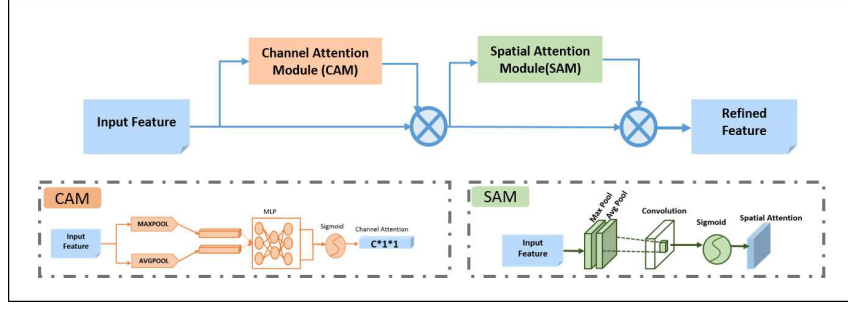 Channel Attention
Module (CAM)
Spatial Attention
Module(SAM)
Input Feature
Refined
Feature
CAM
MAXPOOL
AVGPOOL
Input
Feature
MLP
Sigmoid
Channel Attention
C*1*1
SAM
Input
Feature
Max Pool
Avg Pool
Convolution
Sigmoid
Spatial Attention